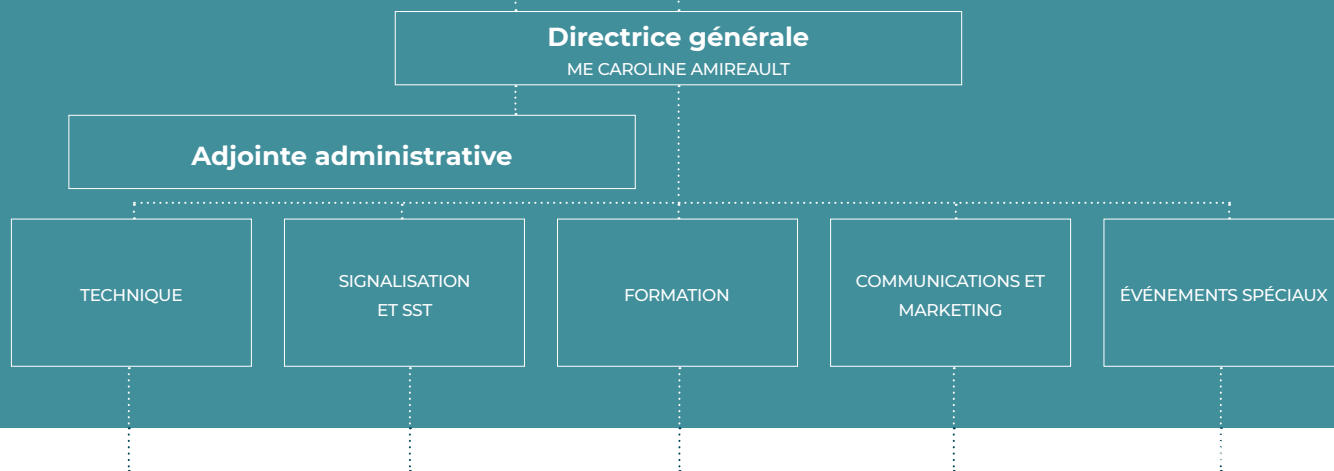 Directrice générale
ME CAROLINE AMIREAULT
Adjointe administrative
TECHNIQUE
SIGNALISATION
ET SST
FORMATION
COMMUNICATIONS ET
MARKETING
ÉVÉNEMENTS SPÉCIAUX